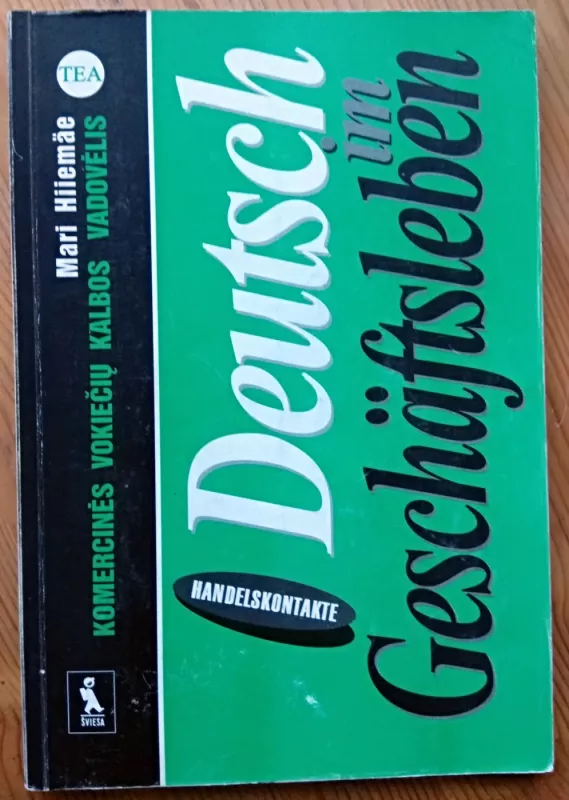 TEA
Mari Hiiemäe
KOMERCINĖS VOKIEČIŲ KALBOS VADOVĖLIS
ŠVIESA
HANDELSKONTAKTE
Deutsch
im
Geschäftsleben